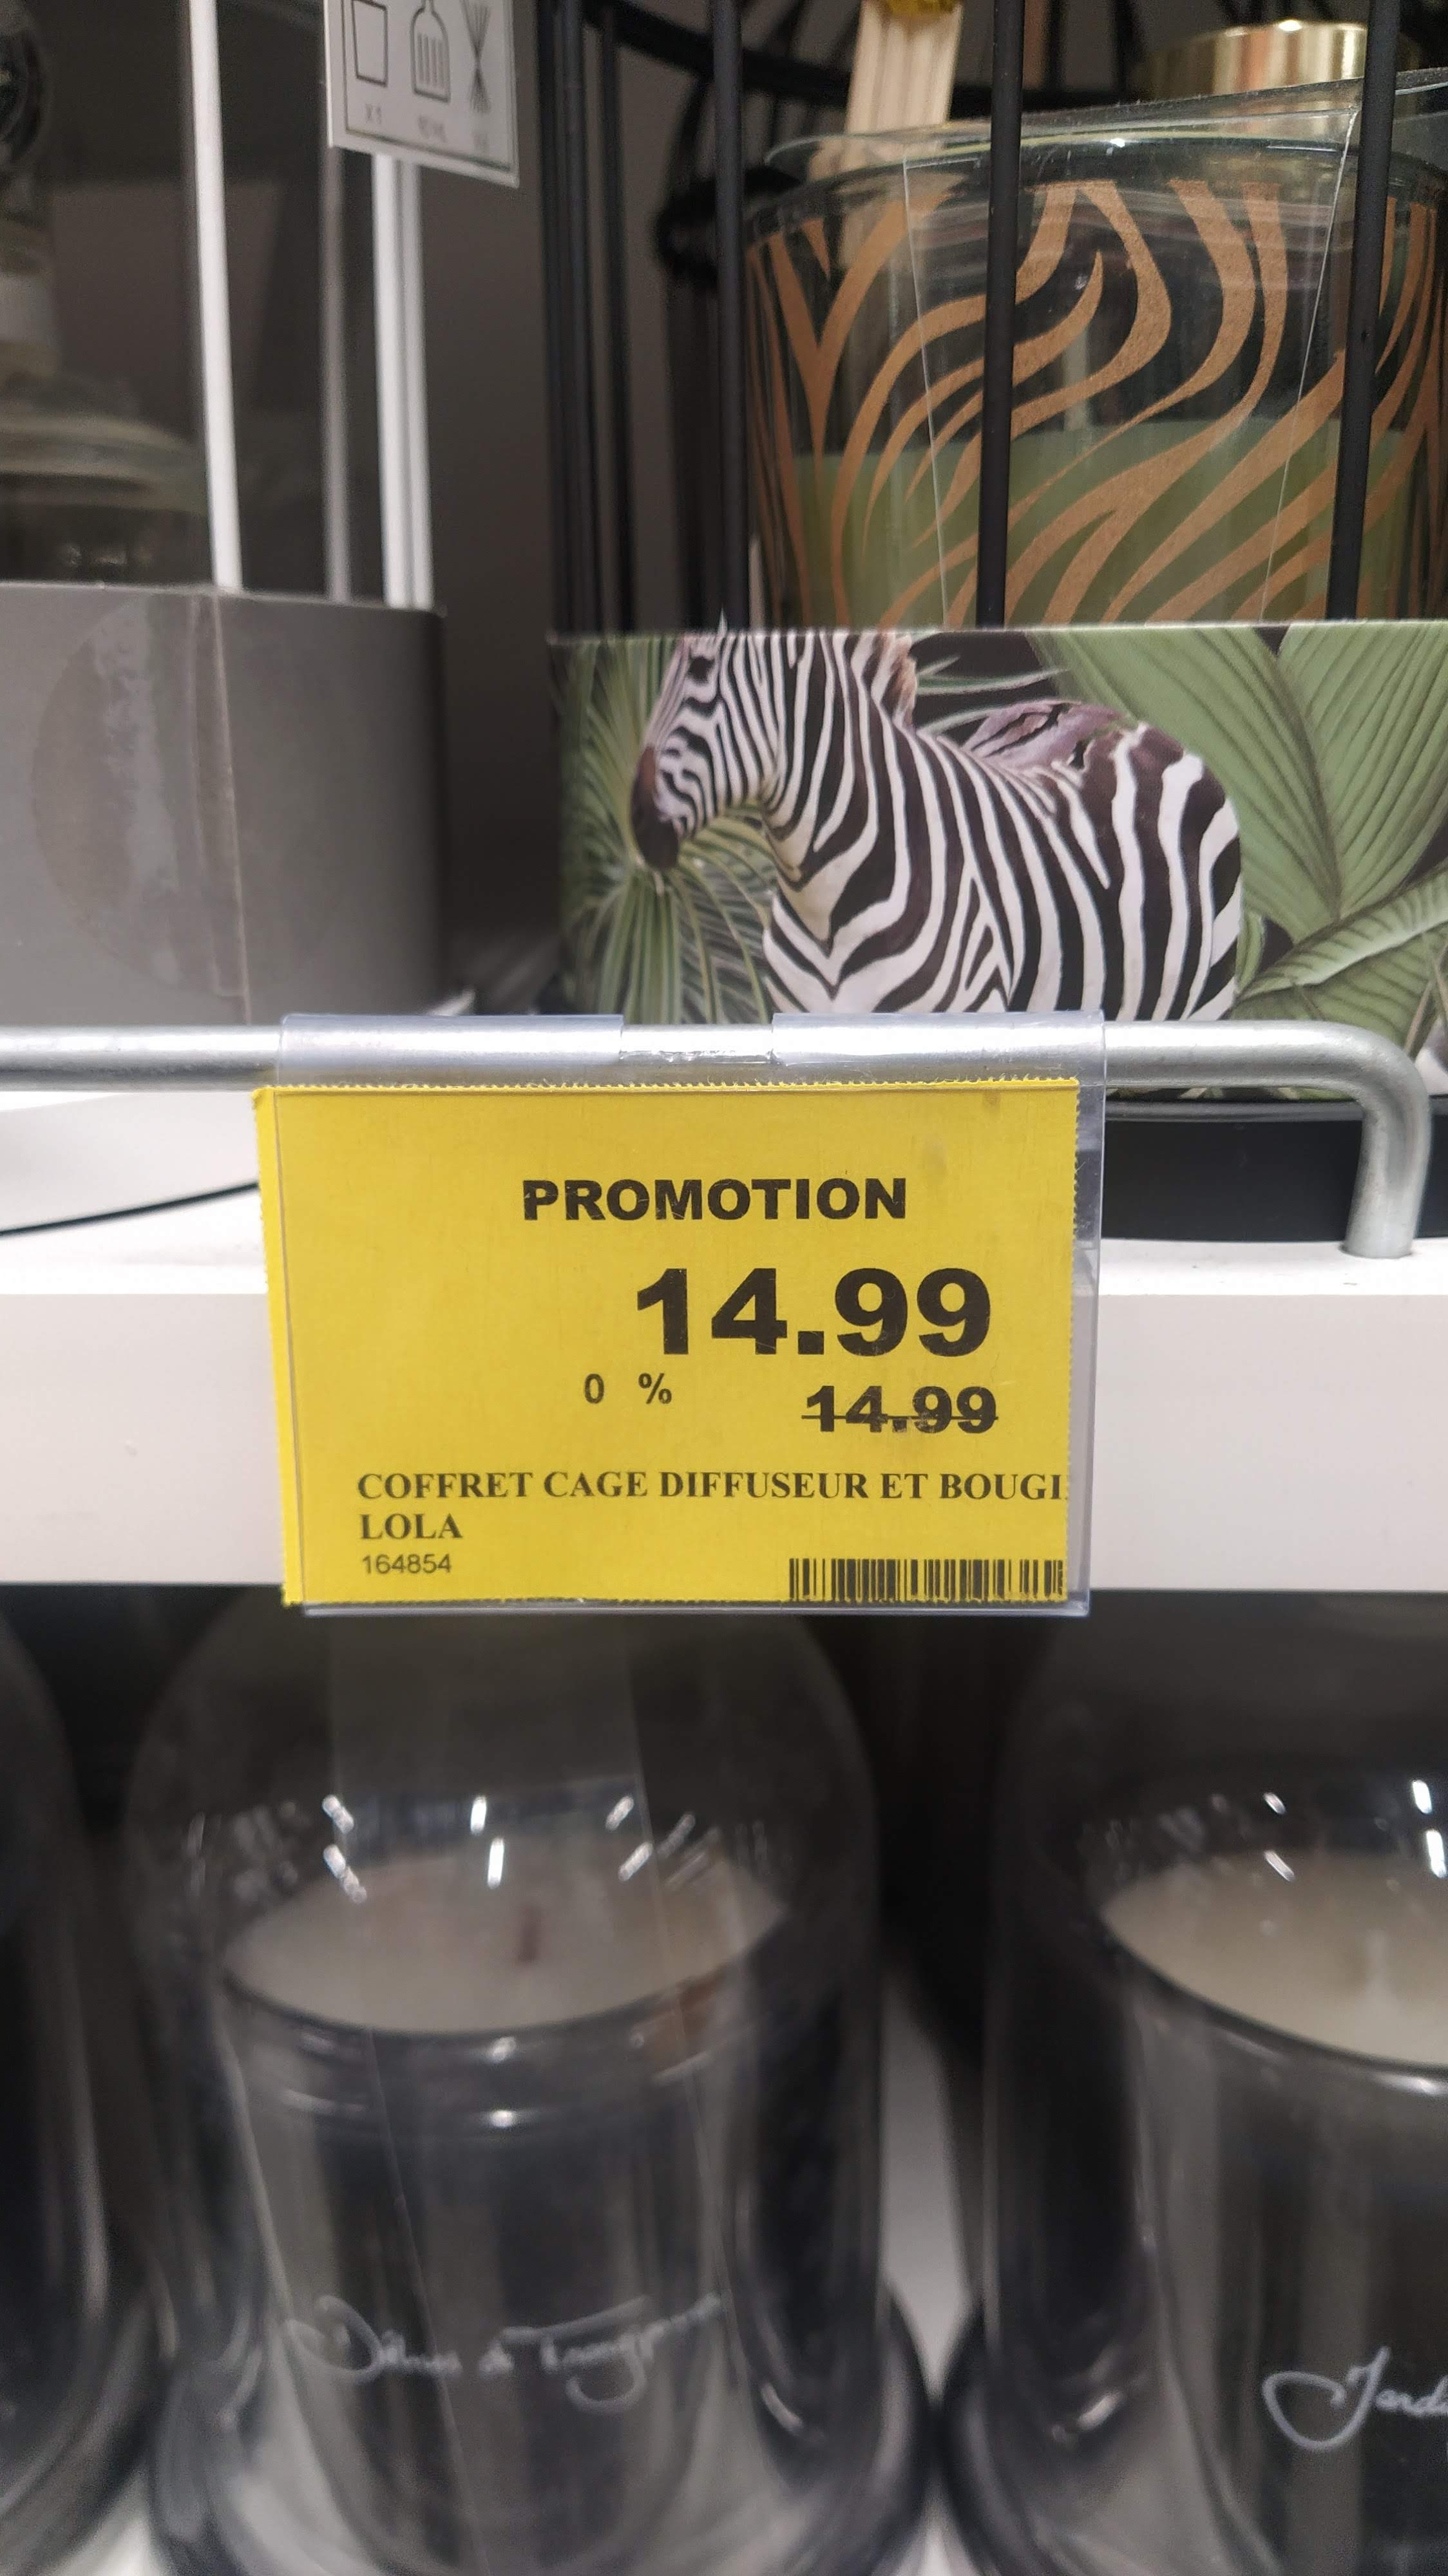 PROMOTION
14.99
0 %
14.99
COFFRET CAGE DIFFUSEUR ET BOUGI
LOLA
164854